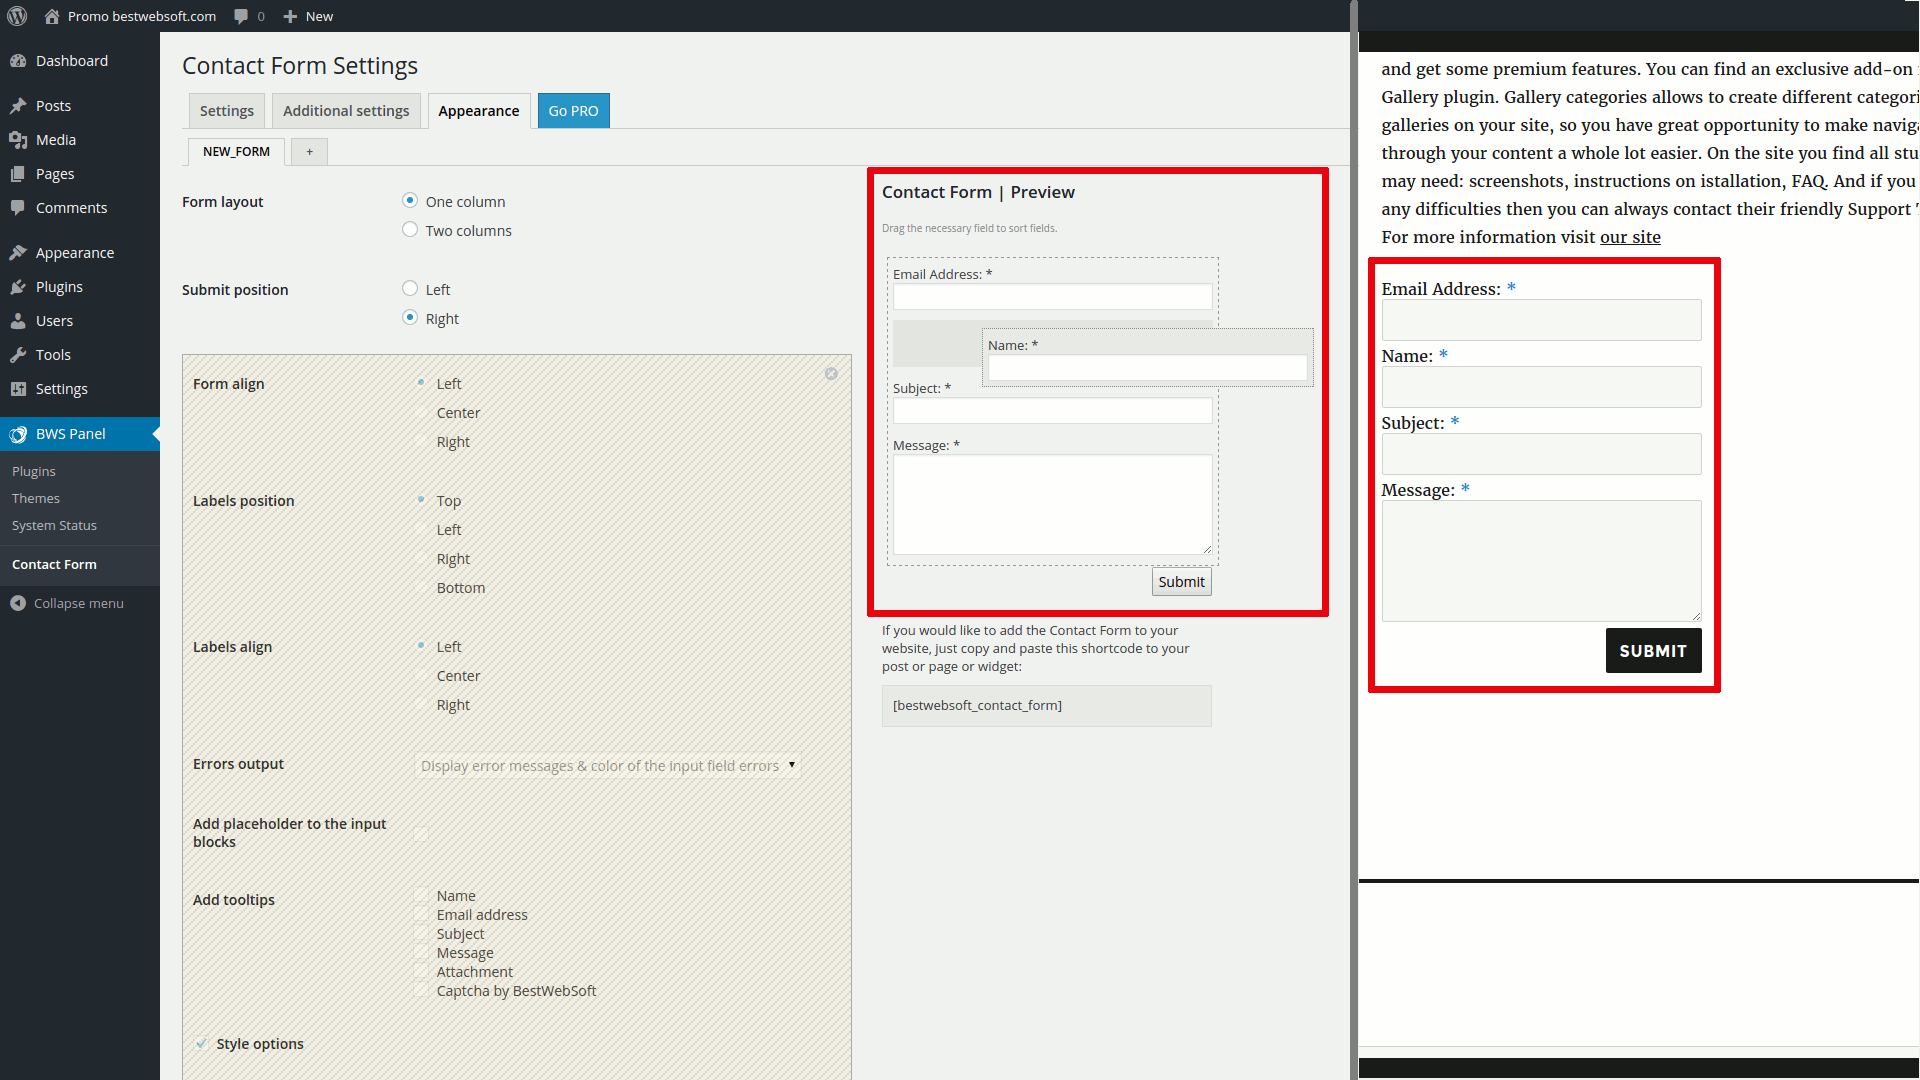 Promo bestwebsoft.com
0
New
Dashboard
Posts
Media
Pages
Comments
Appearance
Plugins
Users
Tools
Settings
BWS Panel
Plugins
Themes
System Status
Contact Form
Collapse menu
Contact Form Settings
Settings
Additional settings
Appearance
Go PRO
NEW_FORM
+
Form layout
One column
Two columns
Submit position
Left
Right
Form align
Left
Center
Right
Labels position
Top
Left
Right
Bottom
Labels align
Left
Center
Right
Errors output
Display error messages & color of the input field errors
Add placeholder to the input
blocks
Add tooltips
Name
Email address
Subject
Message
Attachment
Captcha by BestWebSoft
Style options
Contact Form | Preview
Drag the necessary field to sort fields.
Email Address: *
Name: *
Subject: *
Message: *
Submit
If you would like to add the Contact Form to your
website, just copy and paste this shortcode to your
post or page or widget:
[bestwebsoft_contact_form]
and get some premium features. You can find an exclusive add-on
Gallery plugin. Gallery categories allows to create different categori
galleries on your site, so you have great opportunity to make naviga
through your content a whole lot easier. On the site you find all stu
may need: screenshots, instructions on istallation, FAQ. And if you
any difficulties then you can always contact their friendly Support
For more information visit our site
Email Address: *
Name: *
Subject: *
Message: *
SUBMIT